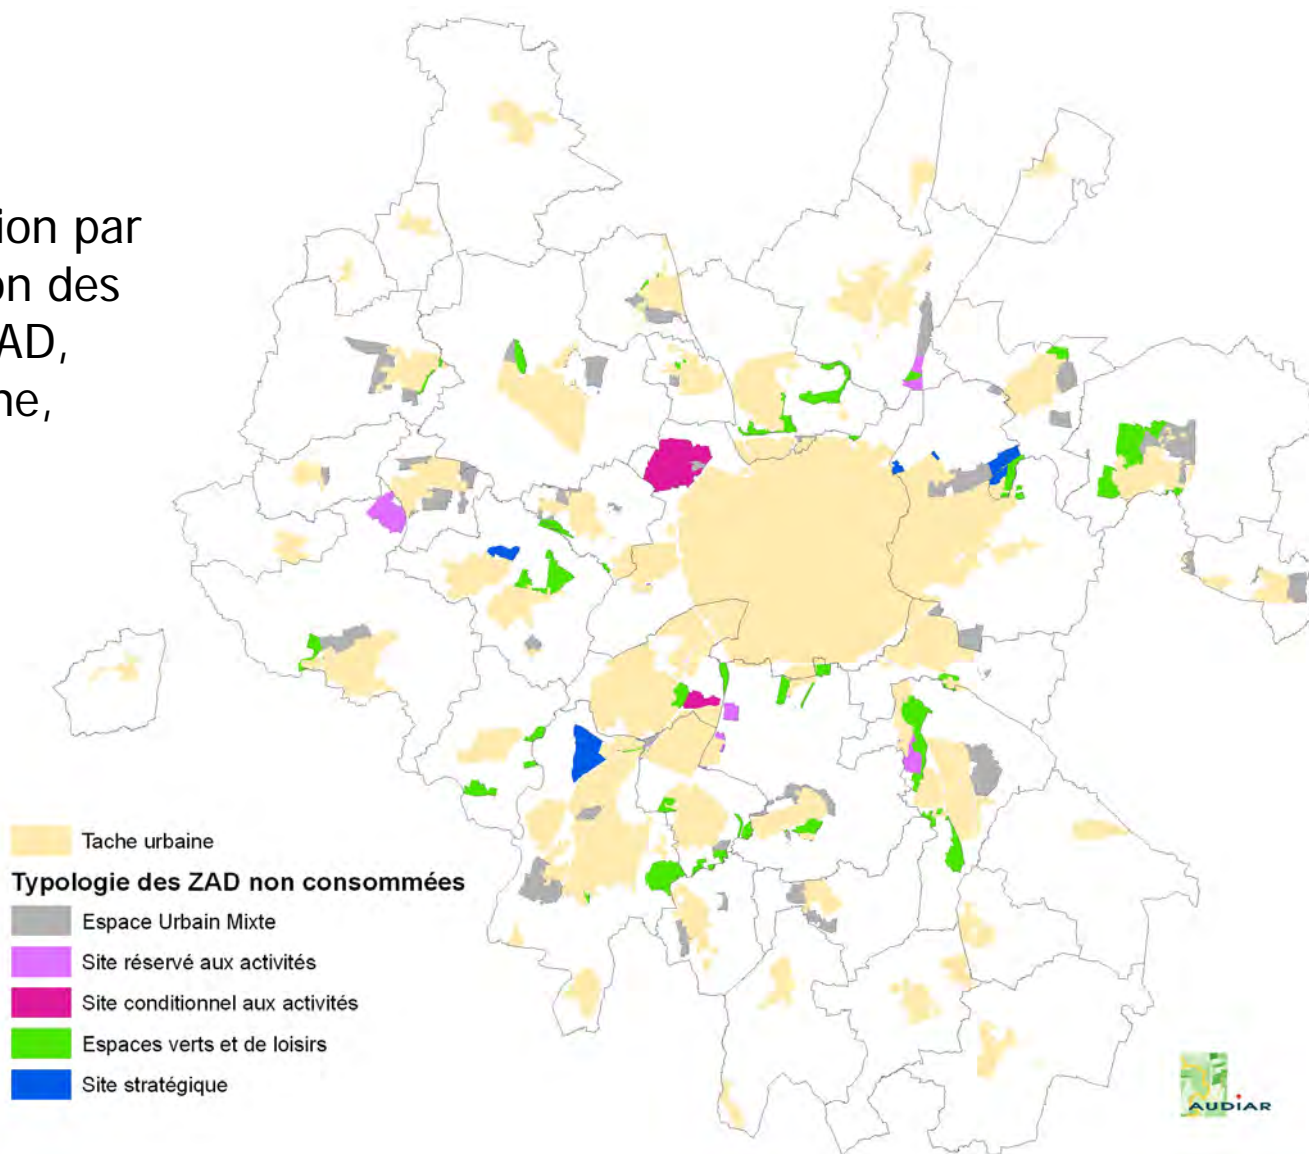 ion par
on des
AD,
ne,
Tache urbaine
Typologie des ZAD non consommées
Espace Urbain Mixte
Site réservé aux activités
Site conditionnel aux activités
Espaces verts et de loisirs
Site stratégique
AUDIAR